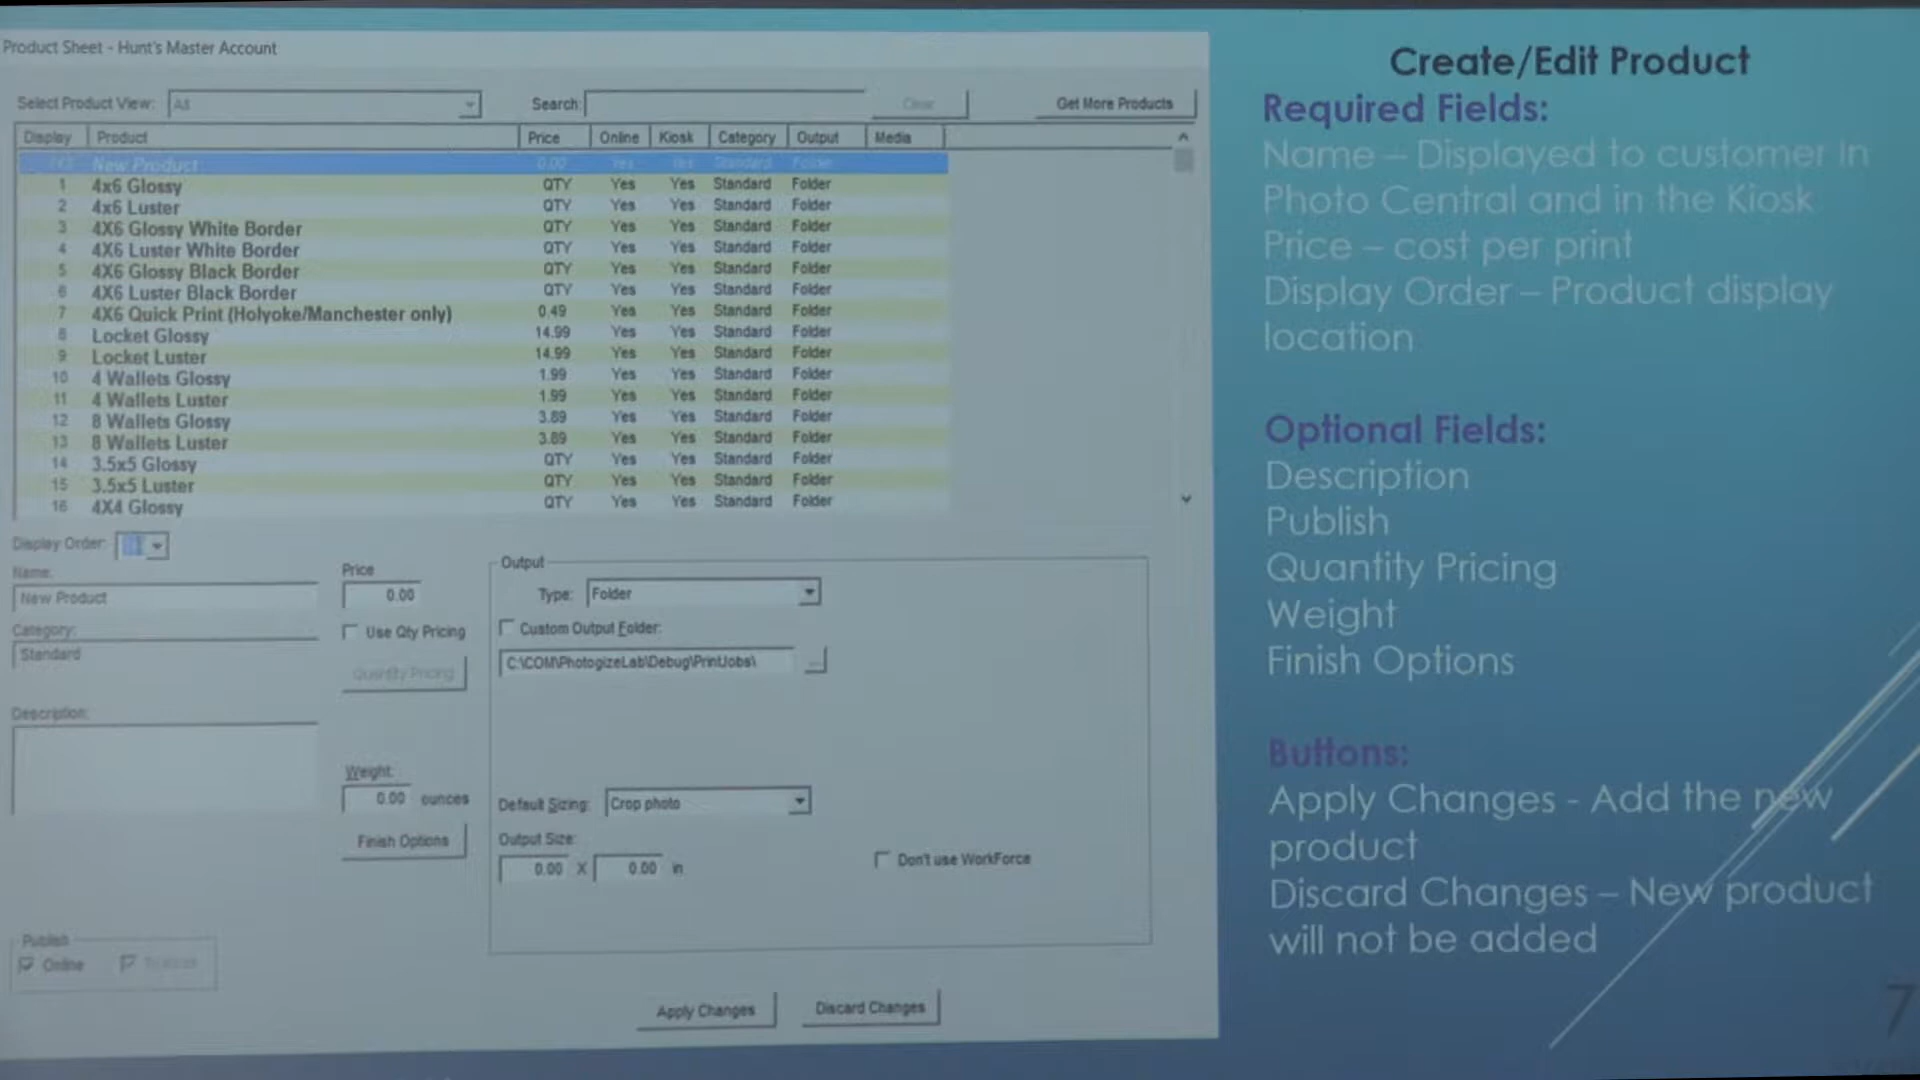 Product Sheet - Hunt's Master Account
Select Product View: All
Search: Clear Get More Products
Display Product Price Online Kiosk Category Output Media
New Product 0.00 Yes Yes Standard Folder
1 4x6 Glossy QTY Yes Yes Standard Folder
2 4x6 Luster QTY Yes Yes Standard Folder
3 4X6 Glossy White Border QTY Yes Yes Standard Folder
4 4X6 Luster White Border QTY Yes Yes Standard Folder
5 4X6 Glossy Black Border QTY Yes Yes Standard Folder
6 4X6 Luster Black Border QTY Yes Yes Standard Folder
7 4X6 Quick Print (Holyoke/Manchester only) 0.49 Yes Yes Standard Folder
8 Locket Glossy 14.99 Yes Yes Standard Folder
9 Locket Luster 14.99 Yes Yes Standard Folder
10 4 Wallets Glossy 1.99 Yes Yes Standard Folder
11 4 Wallets Luster 1.99 Yes Yes Standard Folder
12 8 Wallets Glossy 3.89 Yes Yes Standard Folder
13 8 Wallets Luster 3.89 Yes Yes Standard Folder
14 3.5x5 Glossy QTY Yes Yes Standard Folder
15 3.5x5 Luster QTY Yes Yes Standard Folder
16 4X4 Glossy QTY Yes Yes Standard Folder
Display Order:
Name:
New Product
Category:
Standard
Description:
Price
0.00
Use Qty Pricing
Quantity Pricing
Weight:
0.00 ounces
Finish Options
Output
Type: Folder
Custom Output Folder:
C:\COM\PhotogizeLab\Debug\PrintJobs\
...
Default Sizing: Crop photo
Output Size:
0.00 X 0.00 in
Don't use WorkForce
Publish
Online
Apply Changes Discard Changes
Create/Edit Product
Required Fields:
Name – Displayed to customer in
Photo Central and in the Kiosk
Price – cost per print
Display Order – Product display
location
Optional Fields:
Description
Publish
Quantity Pricing
Weight
Finish Options
Buttons:
Apply Changes - Add the new
product
Discard Changes – New product
will not be added
7